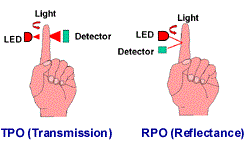 Light
LED
Detector
TPO (Transmission)
Light
LED
Detector
RPO (Reflectance)